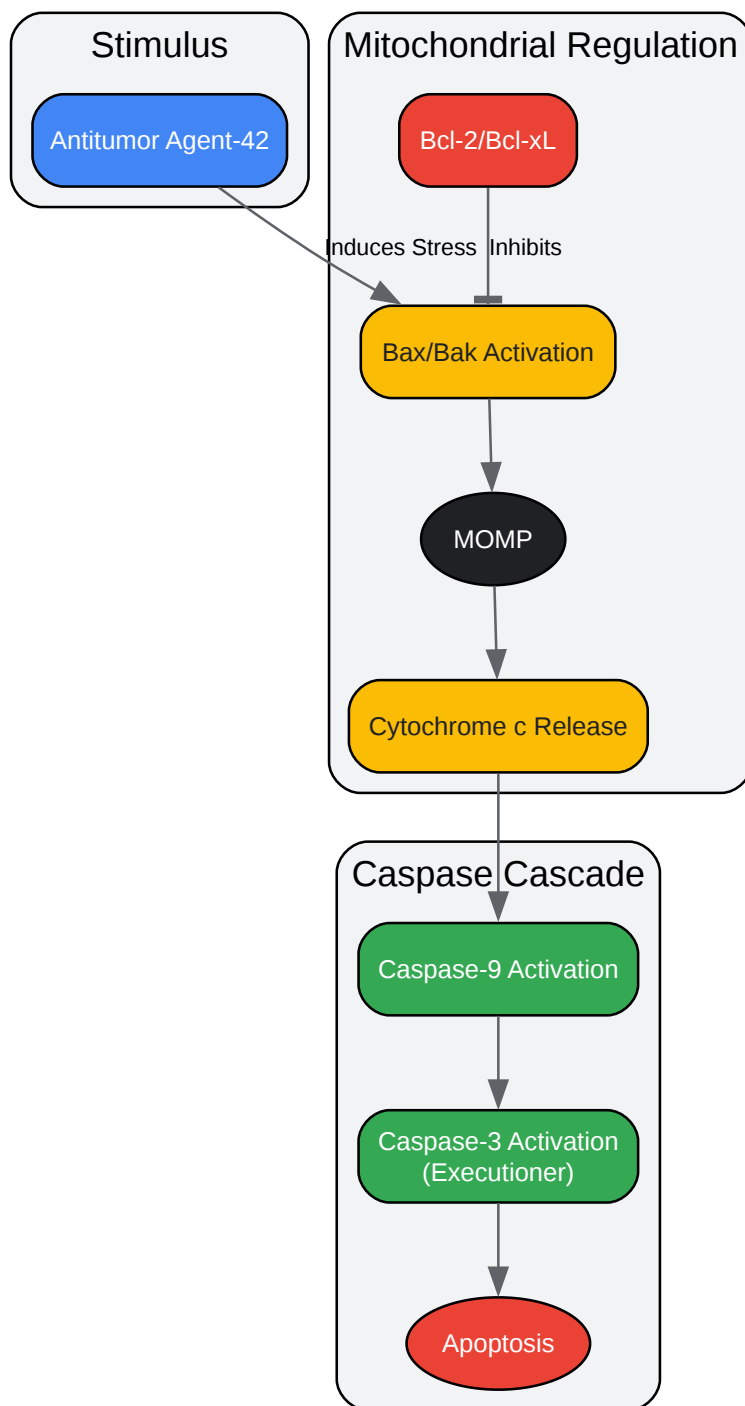 Stimulus
Antitumor Agent-42
Mitochondrial Regulation
Bcl-2/Bcl-xL
Induces Stress
Inhibits
Bax/Bak Activation
MOMP
Cytochrome c Release
Caspase Cascade
Caspase-9 Activation
Caspase-3 Activation
(Executioner)
Apoptosis